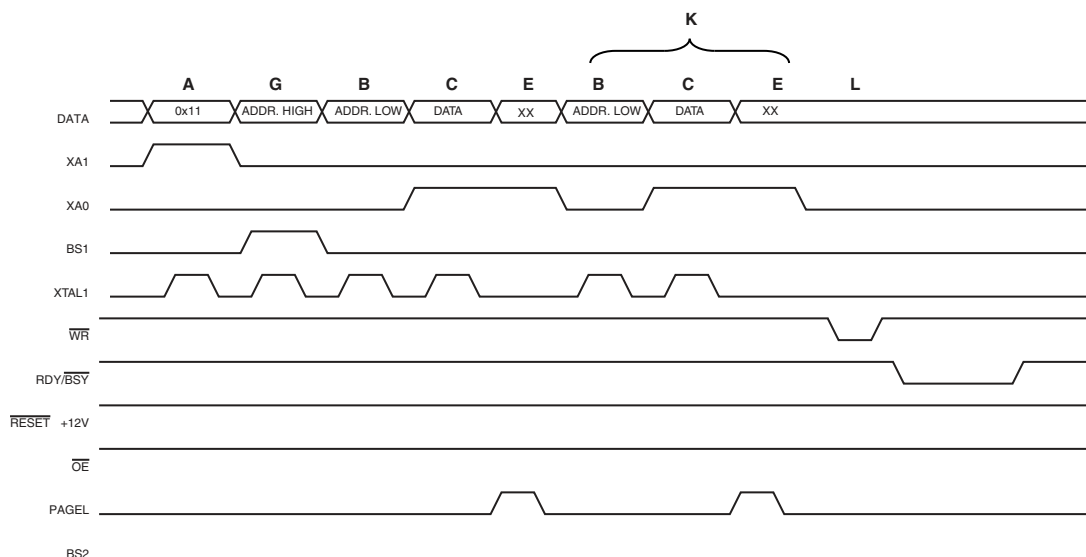 K
A G B C E B C E L
DATA 0x11 ADDR. HIGH ADDR. LOW DATA XX ADDR. LOW DATA XX
XA1
XA0
BS1
XTAL1
WR
RDY/BSY
RESET +12V
OE
PAGEL
BS2